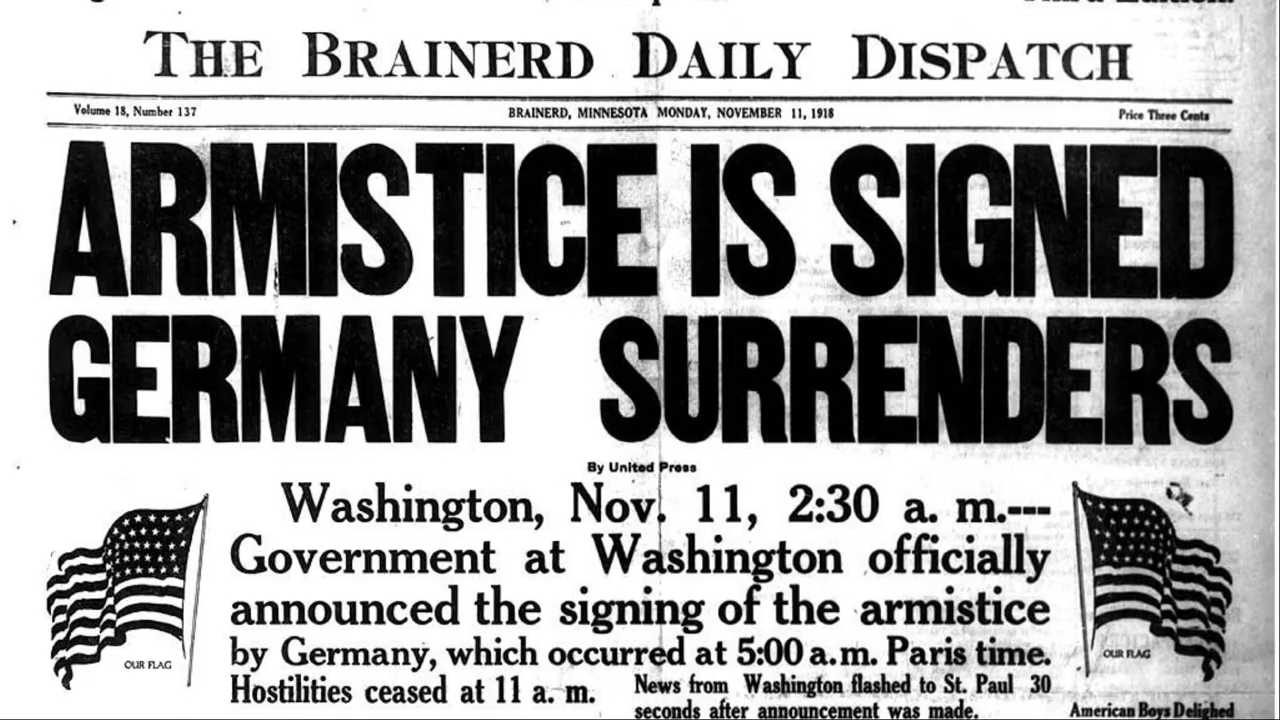 Third Edition.
THE BRAINERD DAILY DISPATCH
Volume 18, Number 137
BRAINERD, MINNESOTA MONDAY, NOVEMBER 11, 1918
Price Three Cents
ARMISTICE IS SIGNED
GERMANY SURRENDERS
By United Press
Washington, Nov. 11, 2:30 a. m.---
Government at Washington officially
announced the signing of the armistice
by Germany, which occurred at 5:00 a. m. Paris time.
Hostilities ceased at 11 a. m.
News from Washington flashed to St. Paul 30
seconds after announcement was made.
OUR FLAG
OUR FLAG
American Boys Delighed